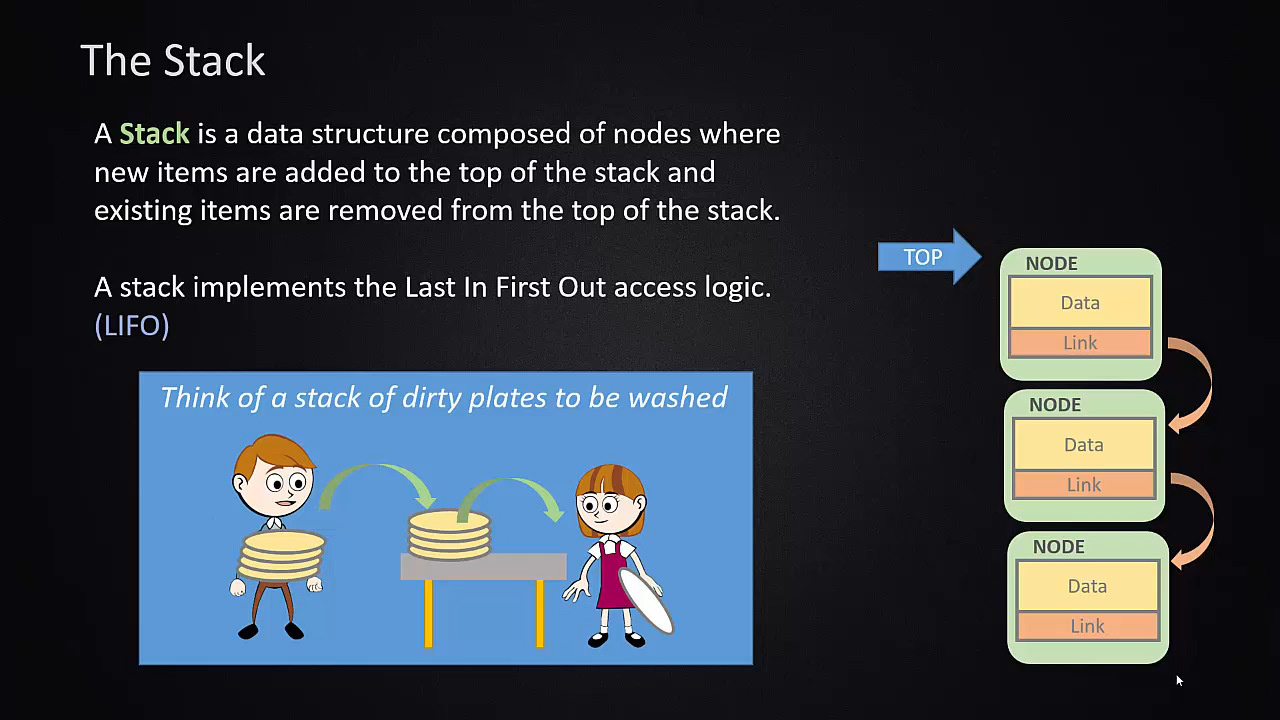 The Stack
A Stack is a data structure composed of nodes where
new items are added to the top of the stack and
existing items are removed from the top of the stack.
A stack implements the Last In First Out access logic.
(LIFO)
Think of a stack of dirty plates to be washed
TOP
NODE
Data
Link
NODE
Data
Link
NODE
Data
Link